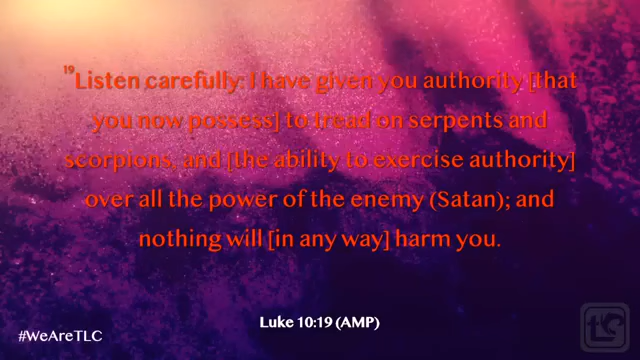 19Listen carefully: I have given you authority [that
you now possess] to tread on serpents and
scorpions, and [the ability to exercise authority]
over all the power of the enemy (Satan); and
nothing will [in any way] harm you.
Luke 10:19 (AMP)
#WeAreTLC